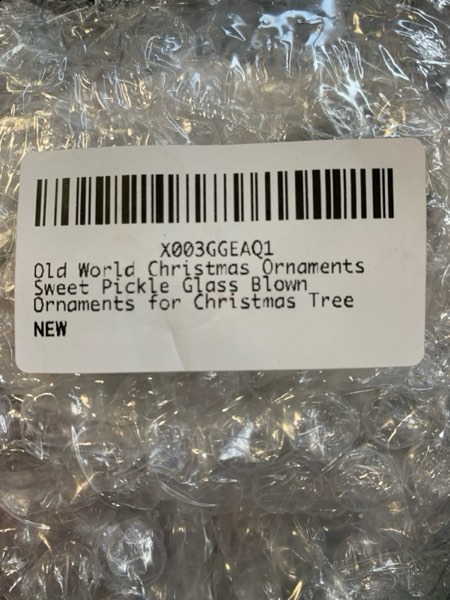 X003GGEAQ1
Old World Christmas Ornaments
Sweet Pickle Glass Blown
Ornaments for Christmas Tree
NEW